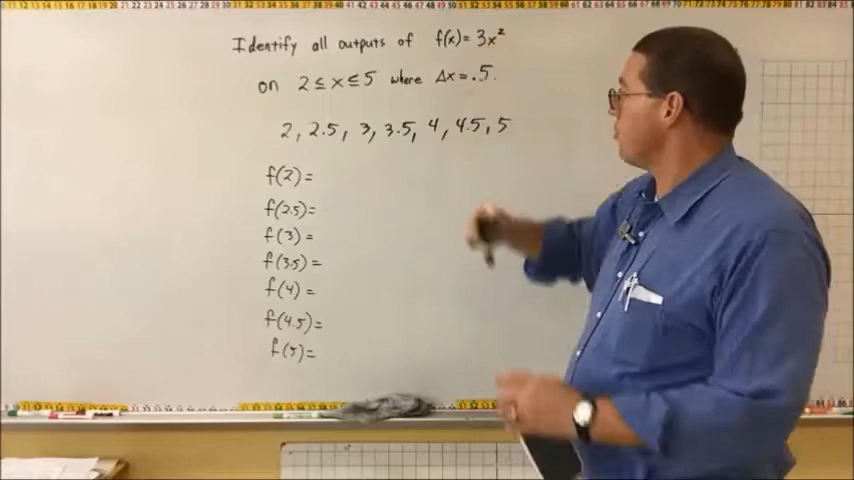 Identify all outputs of f(x) = 3x²
on 2 ≤ x ≤ 5 where Δx = .5.
2, 2.5, 3, 3.5, 4, 4.5, 5
f(2) =
f(2.5) =
f(3) =
f(3.5) =
f(4) =
f(4.5) =
f(5) =